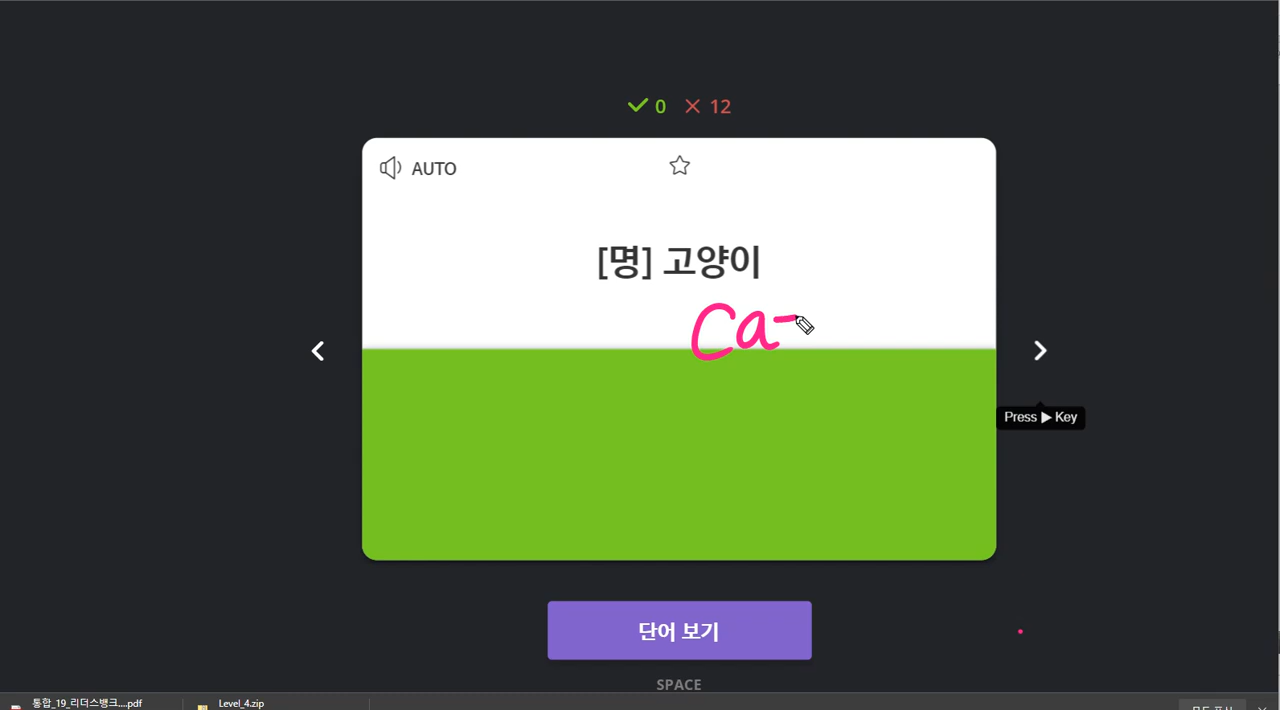 0 12
AUTO
[명] 고양이
Ca
Press ▶ Key
단어 보기
SPACE
통합_19_리더스뱅크....pdf
Level_4.zip